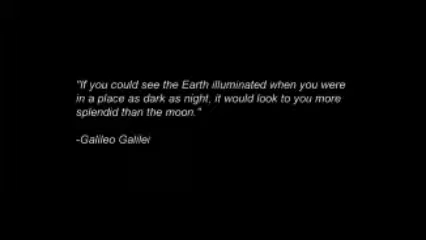 "If you could see the Earth illuminated when you were
in a place as dark as night, it would look to you more
splendid than the moon."
-Galileo Galilei